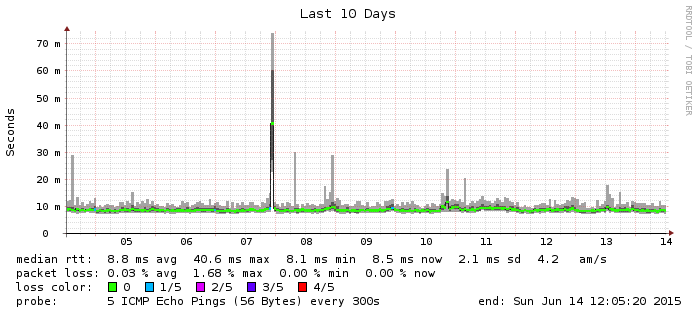 Last 10 Days
RRDTOOL / TOBI OETIKER
Seconds
70 m
60 m
50 m
40 m
30 m
20 m
10 m
0
05 06 07 08 09 10 11 12 13 14
median rtt: 8.8 ms avg 40.6 ms max 8.1 ms min 8.5 ms now 2.1 ms sd 4.2 am/s
packet loss: 0.03 % avg 1.68 % max 0.00 % min 0.00 % now
loss color: 0 1/5 2/5 3/5 4/5
probe: 5 ICMP Echo Pings (56 Bytes) every 300s end: Sun Jun 14 12:05:20 2015